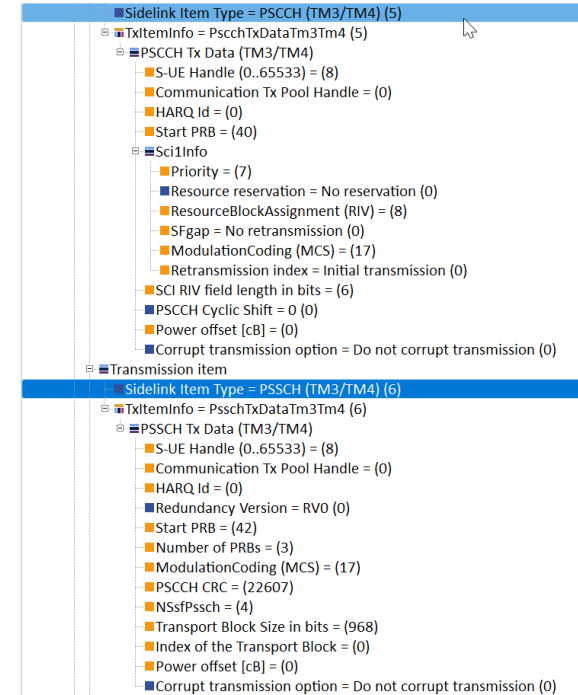 Sidelink Item Type = PSCCH (TM3/TM4) (5)
TxItemInfo = PscchTxDataTm3Tm4 (5)
PSCCH Tx Data (TM3/TM4)
S-UE Handle (0..65533) = (8)
Communication Tx Pool Handle = (0)
HARQ Id = (0)
Start PRB = (40)
Sci1Info
Priority = (7)
Resource reservation = No reservation (0)
ResourceBlockAssignment (RIV) = (8)
SFgap = No retransmission (0)
ModulationCoding (MCS) = (17)
Retransmission index = Initial transmission (0)
SCI RIV field length in bits = (6)
PSCCH Cyclic Shift = 0 (0)
Power offset [cB] = (0)
Corrupt transmission option = Do not corrupt transmission (0)
Transmission item
Sidelink Item Type = PSSCH (TM3/TM4) (6)
TxItemInfo = PsschTxDataTm3Tm4 (6)
PSSCH Tx Data (TM3/TM4)
S-UE Handle (0..65533) = (8)
Communication Tx Pool Handle = (0)
HARQ Id = (0)
Redundancy Version = RV0 (0)
Start PRB = (42)
Number of PRBs = (3)
ModulationCoding (MCS) = (17)
PSCCH CRC = (22607)
NSsfPssch = (4)
Transport Block Size in bits = (968)
Index of the Transport Block = (0)
Power offset [cB] = (0)
Corrupt transmission option = Do not corrupt transmission (0)